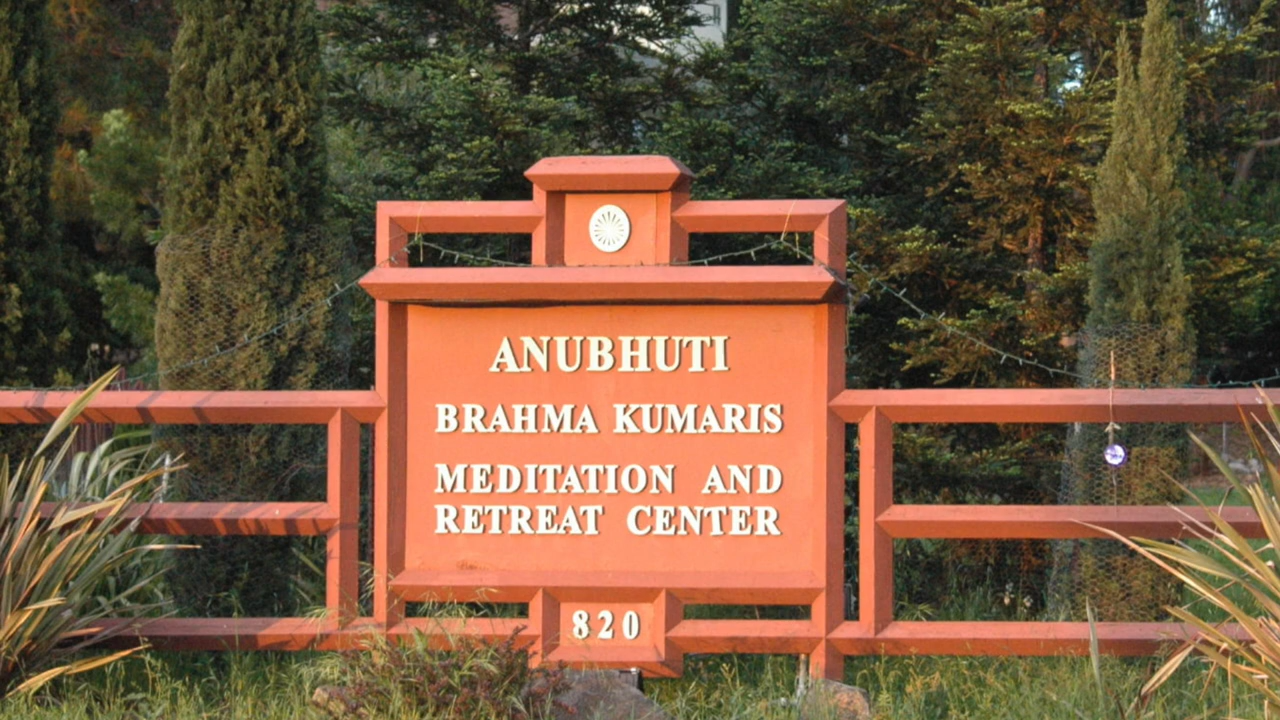 ANUBHUTI
BRAHMA KUMARIS
MEDITATION AND
RETREAT CENTER
820